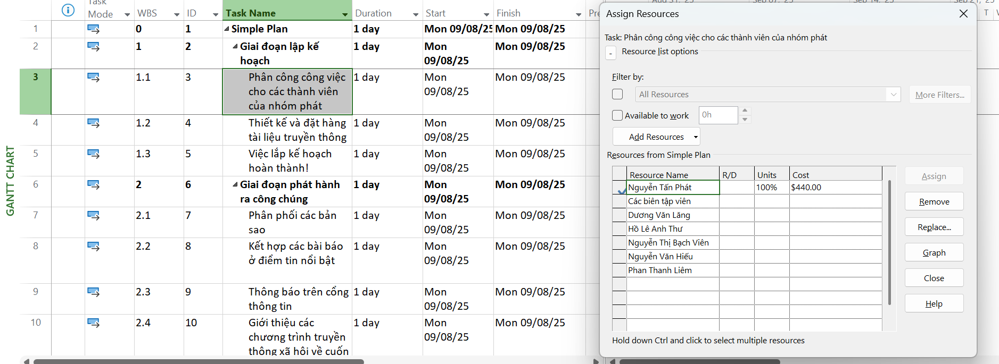 Task
Mode
WBS
ID
Task Name
Duration
Start
Finish
Aug 31, '25
Sep 07, '25
Sep 14, '25
Sep 21, '25
T
GANTT CHART
1
0
1
Simple Plan
1 day
Mon 09/08/25
Mon 09/08/25
2
1
2
Giai đoạn lập kế
hoạch
1 day
Mon
09/08/25
Mon 09/08/25
3
1.1
3
Phân công công việc
cho các thành viên
của nhóm phát
1 day
Mon
09/08/25
Mon 09/08/25
4
1.2
4
Thiết kế và đặt hàng
tài liệu truyền thông
1 day
Mon
09/08/25
Mon 09/08/25
5
1.3
5
Việc lắp kế hoạch
hoàn thành!
1 day
Mon
09/08/25
Mon 09/08/25
6
2
6
Giai đoạn phát hành
ra công chúng
1 day
Mon
09/08/25
Mon 09/08/25
7
2.1
7
Phân phối các bản
sao
1 day
Mon
09/08/25
Mon 09/08/25
8
2.2
8
Kết hợp các bài báo
ở điểm tin nổi bật
1 day
Mon
09/08/25
Mon 09/08/25
9
2.3
9
Thông báo trên cổng
thông tin
1 day
Mon
09/08/25
Mon 09/08/25
10
2.4
10
Giới thiệu các
chương trình truyền
thông xã hội về cuốn
1 day
Mon
09/08/25
Mon 09/08/25
Assign Resources
Task: Phân công công việc cho các thành viên của nhóm phát
- Resource list options
Filter by:
All Resources
More Filters...
Available to work
0h
Add Resources
Resources from Simple Plan
Resource Name
R/D
Units
Cost
Nguyễn Tấn Phát
100%
$440.00
Các biên tập viên
Dương Văn Lăng
Hồ Lê Anh Thư
Nguyễn Thị Bạch Viên
Nguyễn Văn Hiếu
Phan Thanh Liêm
Assign
Remove
Replace...
Graph
Close
Help
Hold down Ctrl and click to select multiple resources